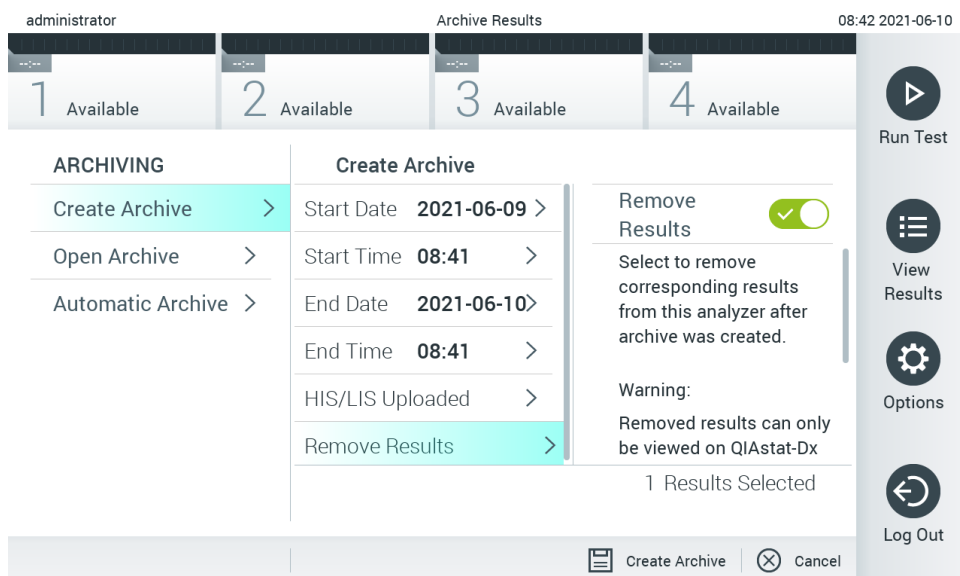 administrator Archive Results 08:42 2021-06-10
--:-- --:-- --:-- --:--
1 Available 2 Available 3 Available 4 Available
Run Test
ARCHIVING
Create Archive
Open Archive
Automatic Archive
Create Archive
Start Date 2021-06-09
Start Time 08:41
End Date 2021-06-10
End Time 08:41
HIS/LIS Uploaded
Remove Results
Remove
Results
Select to remove
corresponding results
from this analyzer after
archive was created.
Warning:
Removed results can only
be viewed on QIAstat-Dx
1 Results Selected
View
Results
Options
Log Out
Create Archive Cancel